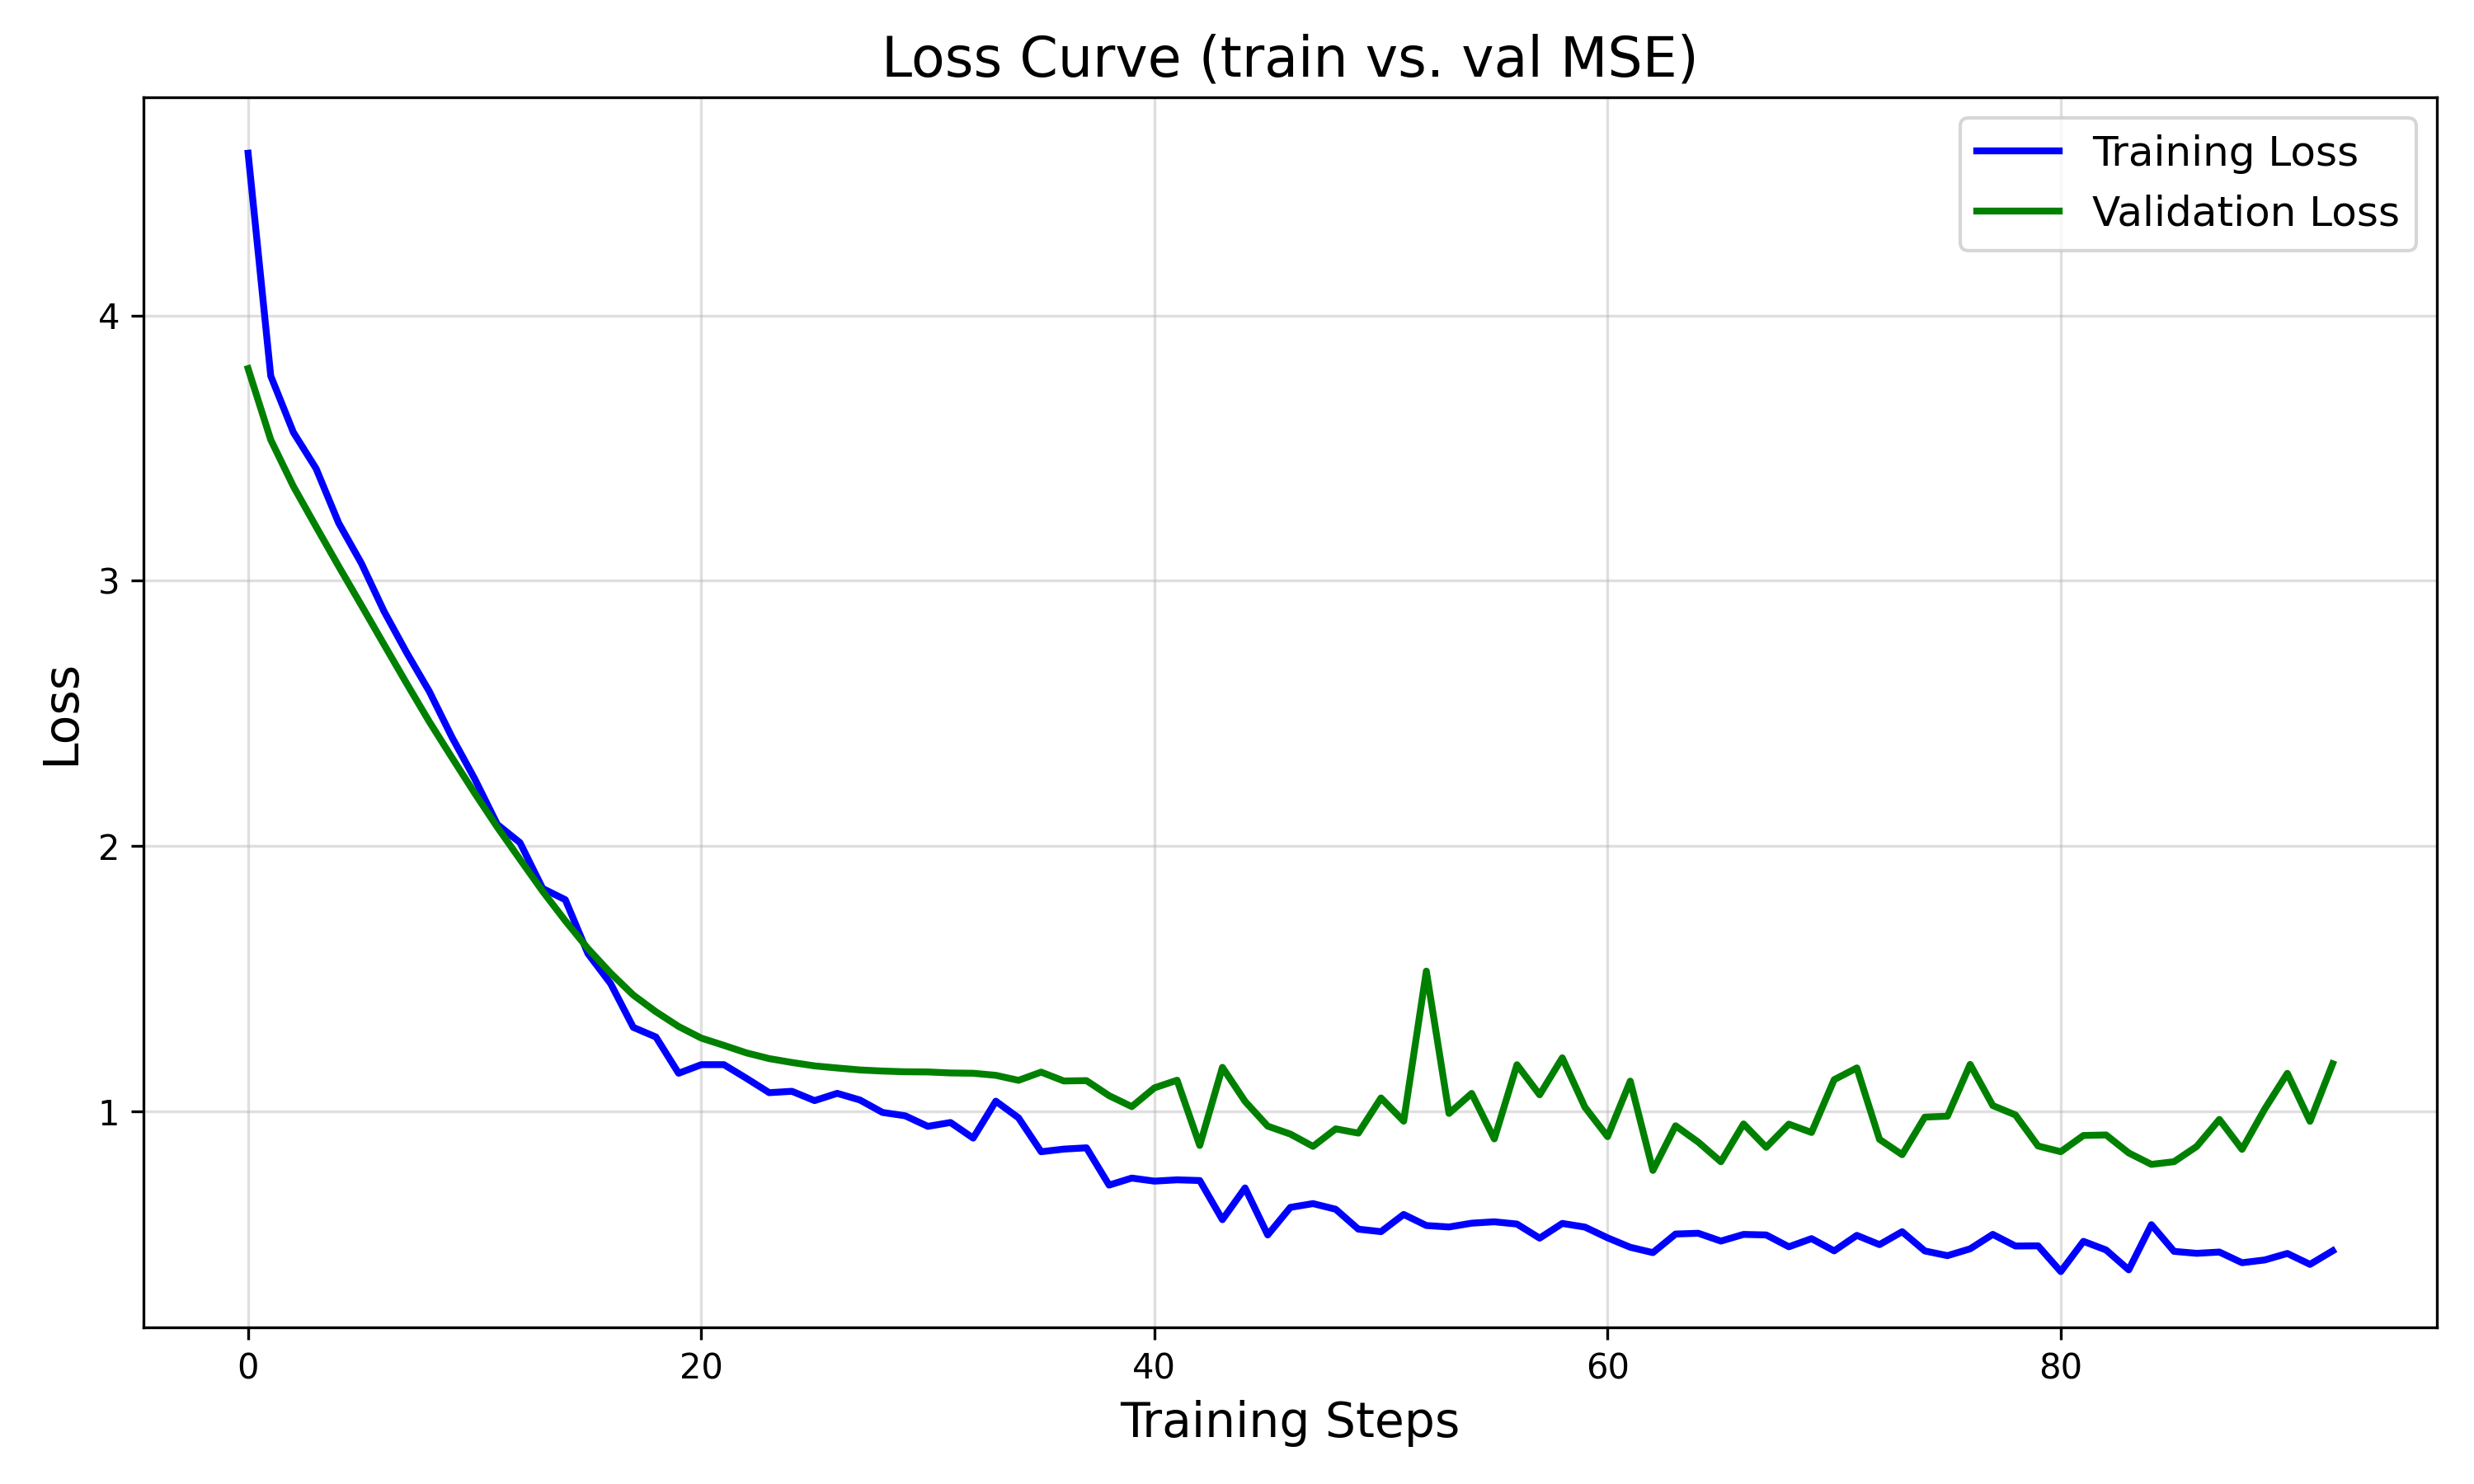 Loss Curve (train vs. val MSE)
Training Loss
Validation Loss
4
3
2
1
Loss
0 20 40 60 80
Training Steps